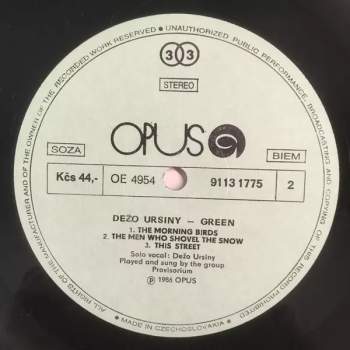 ALL RIGHTS OF THE MANUFACTURER AND OF THE OWNER OF THE RECORDED WORK RESERVED • UNAUTHORIZED PUBLIC PERFORMANCE, BROADCASTING AND COPYING OF THIS RECORD PROHIBITED
33
STEREO
OPUS
SOZA
BIEM
Kčs 44,-
OE 4954
9113 1775
2
DEŽO URSINY – GREEN
1. THE MORNING BIRDS
2. THE MEN WHO SHOVEL THE SNOW
3. THIS STREET
Solo vocal: Dežo Ursiny
Played and sung by the group
Provisorium
℗ 1986 OPUS
• MADE IN CZECHOSLOVAKIA •